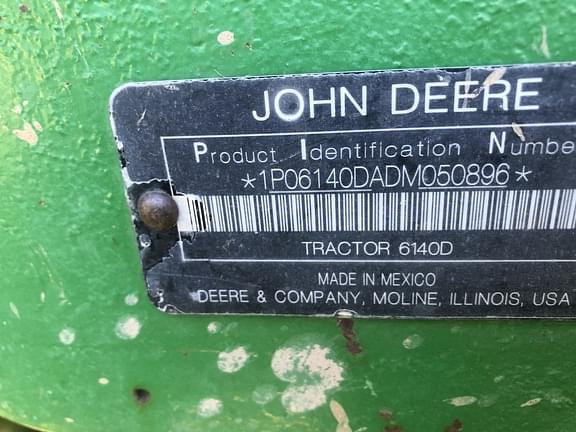 JOHN DEERE
Product Identification Numbe
*1P06140DADM050896*
TRACTOR 6140D
MADE IN MEXICO
DEERE & COMPANY, MOLINE, ILLINOIS, USA